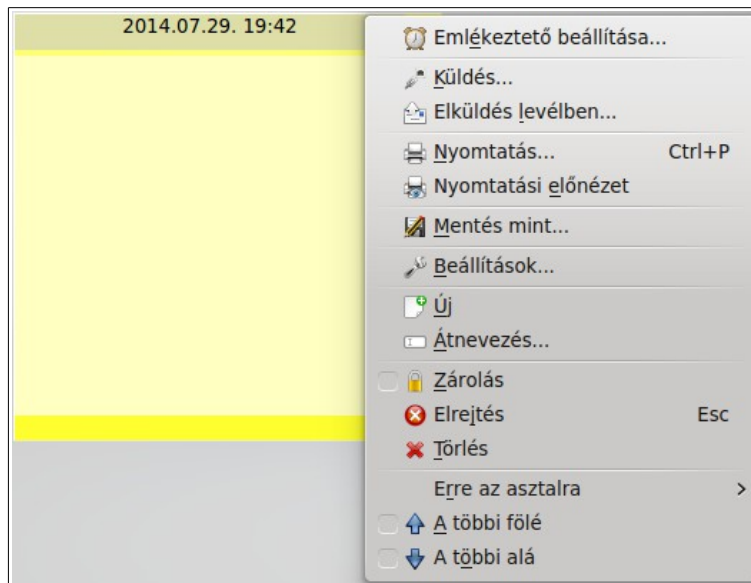 2014.07.29. 19:42
Emlékeztető beállítása...
Küldés...
Elküldés levélben...
Nyomtatás... Ctrl+P
Nyomtatási előnézet
Mentés mint...
Beállítások...
Új
Átnevezés...
Zárolás
Elrejtés Esc
Törlés
Erre az asztalra
A többi fölé
A többi alá